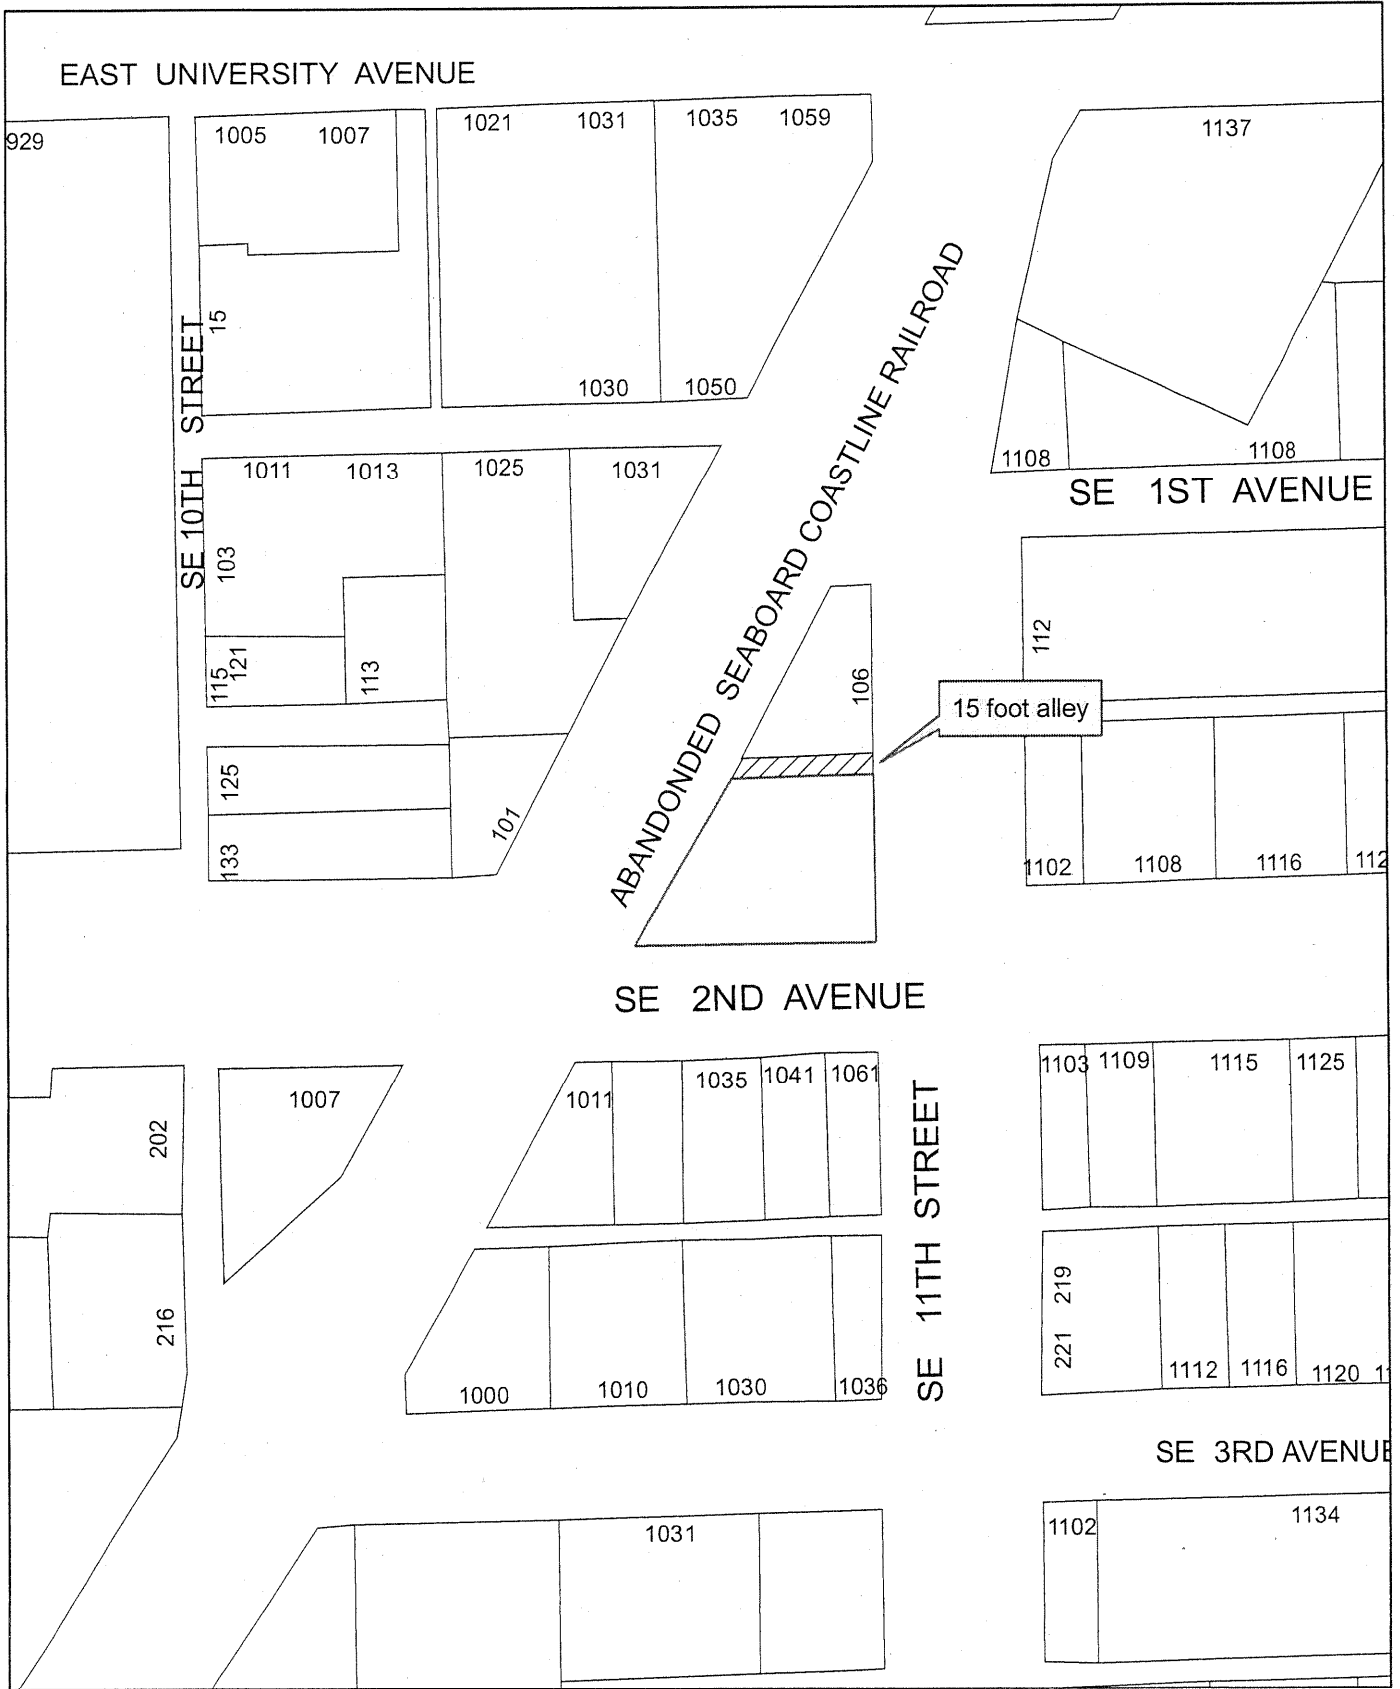 EAST UNIVERSITY AVENUE
929
1005 1007
1021 1031 1035 1059
1137
15
SE 10TH STREET
1030 1050
ABANDONDED SEABOARD COASTLINE RAILROAD
1108 1108
SE 1ST AVENUE
1011 1013 1025 1031
103
115 121
113
125
133
101
106
15 foot alley
112
1102 1108 1116 112
SE 2ND AVENUE
1007
202
216
1011 1035 1041 1061
1103 1109 1115 1125
SE 11TH STREET
1000 1010 1030 1036
219
221
1112 1116 1120 11
SE 3RD AVENUE
1031
1102 1134